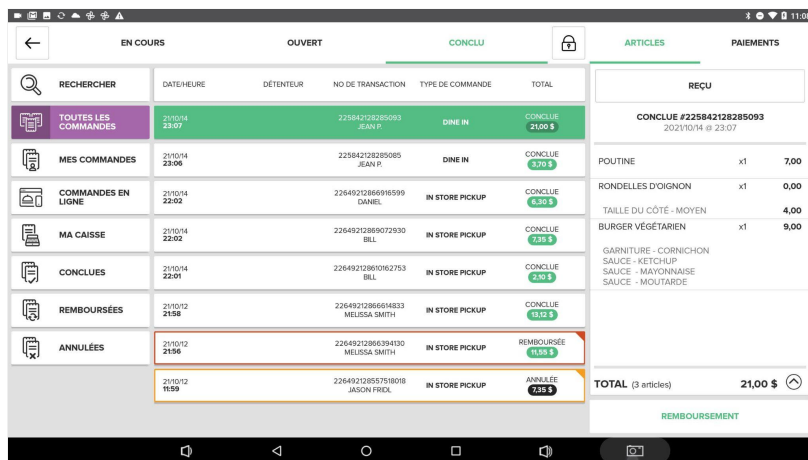 11:08
EN COURS
OUVERT
CONCLU
ARTICLES
PAIEMENTS
RECHERCHER
TOUTES LES
COMMANDES
MES COMMANDES
COMMANDES EN
LIGNE
MA CAISSE
CONCLUES
REMBOURSÉES
ANNULÉES
DATE/HEURE DÉTENTEUR NO DE TRANSACTION TYPE DE COMMANDE TOTAL
21/10/14 225842128285093 CONCLUE
23:07 JEAN P. DINE IN 21,00 $
21/10/14 225842128285085 CONCLUE
23:06 JEAN P. DINE IN 3,70 $
21/10/14 22649212866916599 CONCLUE
22:02 DANIEL IN STORE PICKUP 6,30 $
21/10/14 22649212869072930 CONCLUE
22:02 BILL IN STORE PICKUP 7,35 $
21/10/14 226492128610162753 CONCLUE
22:01 BILL IN STORE PICKUP 2,10 $
21/10/12 22649212866614833 CONCLUE
21:58 MELISSA SMITH IN STORE PICKUP 13,12 $
21/10/12 22649212866394130 REMBOURSÉE
21:56 MELISSA SMITH IN STORE PICKUP 11,55 $
21/10/12 226492128557518018 ANNULÉE
11:59 JASON FRIDL IN STORE PICKUP 7,35 $
REÇU
CONCLUE #225842128285093
2021/10/14 @ 23:07
POUTINE x1 7,00
RONDELLES D'OIGNON x1 0,00
TAILLE DU CÔTÉ - MOYEN 4,00
BURGER VÉGÉTARIEN x1 9,00
GARNITURE - CORNICHON
SAUCE - KETCHUP
SAUCE - MAYONNAISE
SAUCE - MOUTARDE
TOTAL (3 articles) 21,00 $
REMBOURSEMENT